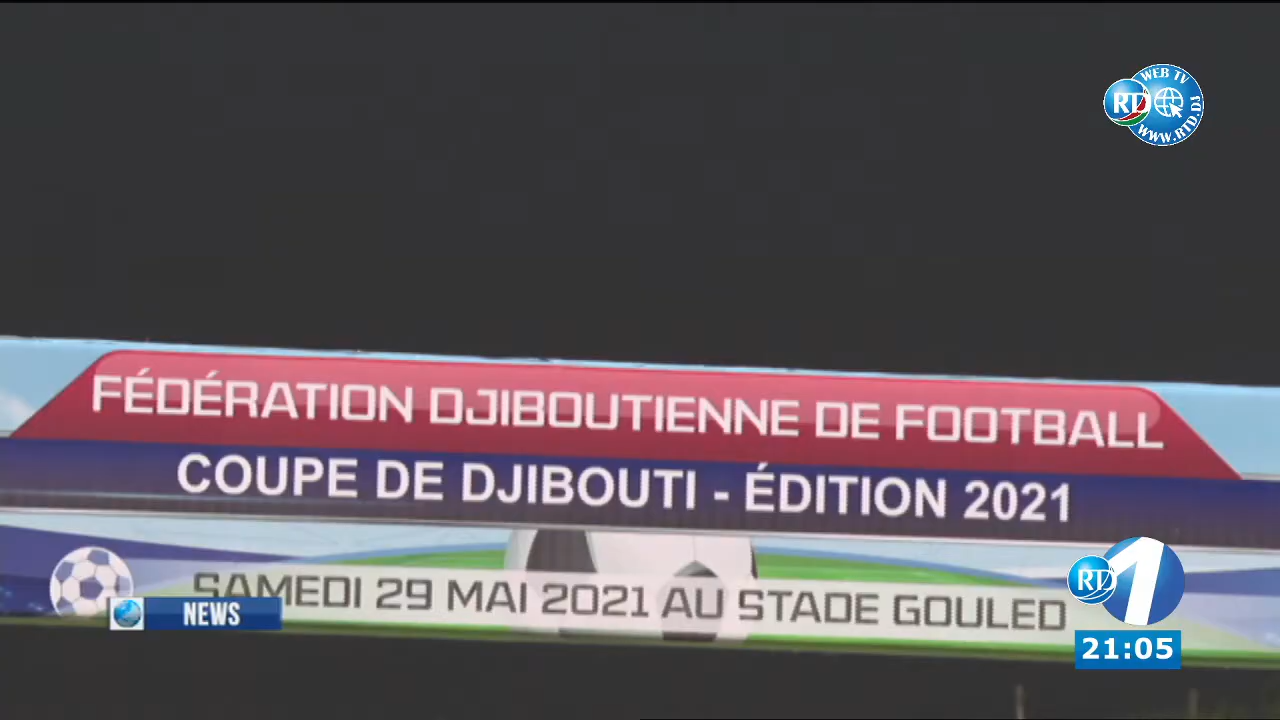 WEB TV
RTD
WWW.RTD.DJ
FÉDÉRATION DJIBOUTIENNE DE FOOTBALL
COUPE DE DJIBOUTI - ÉDITION 2021
SAMEDI 29 MAI 2021 AU STADE GOULED
NEWS
RTD 1
21:05